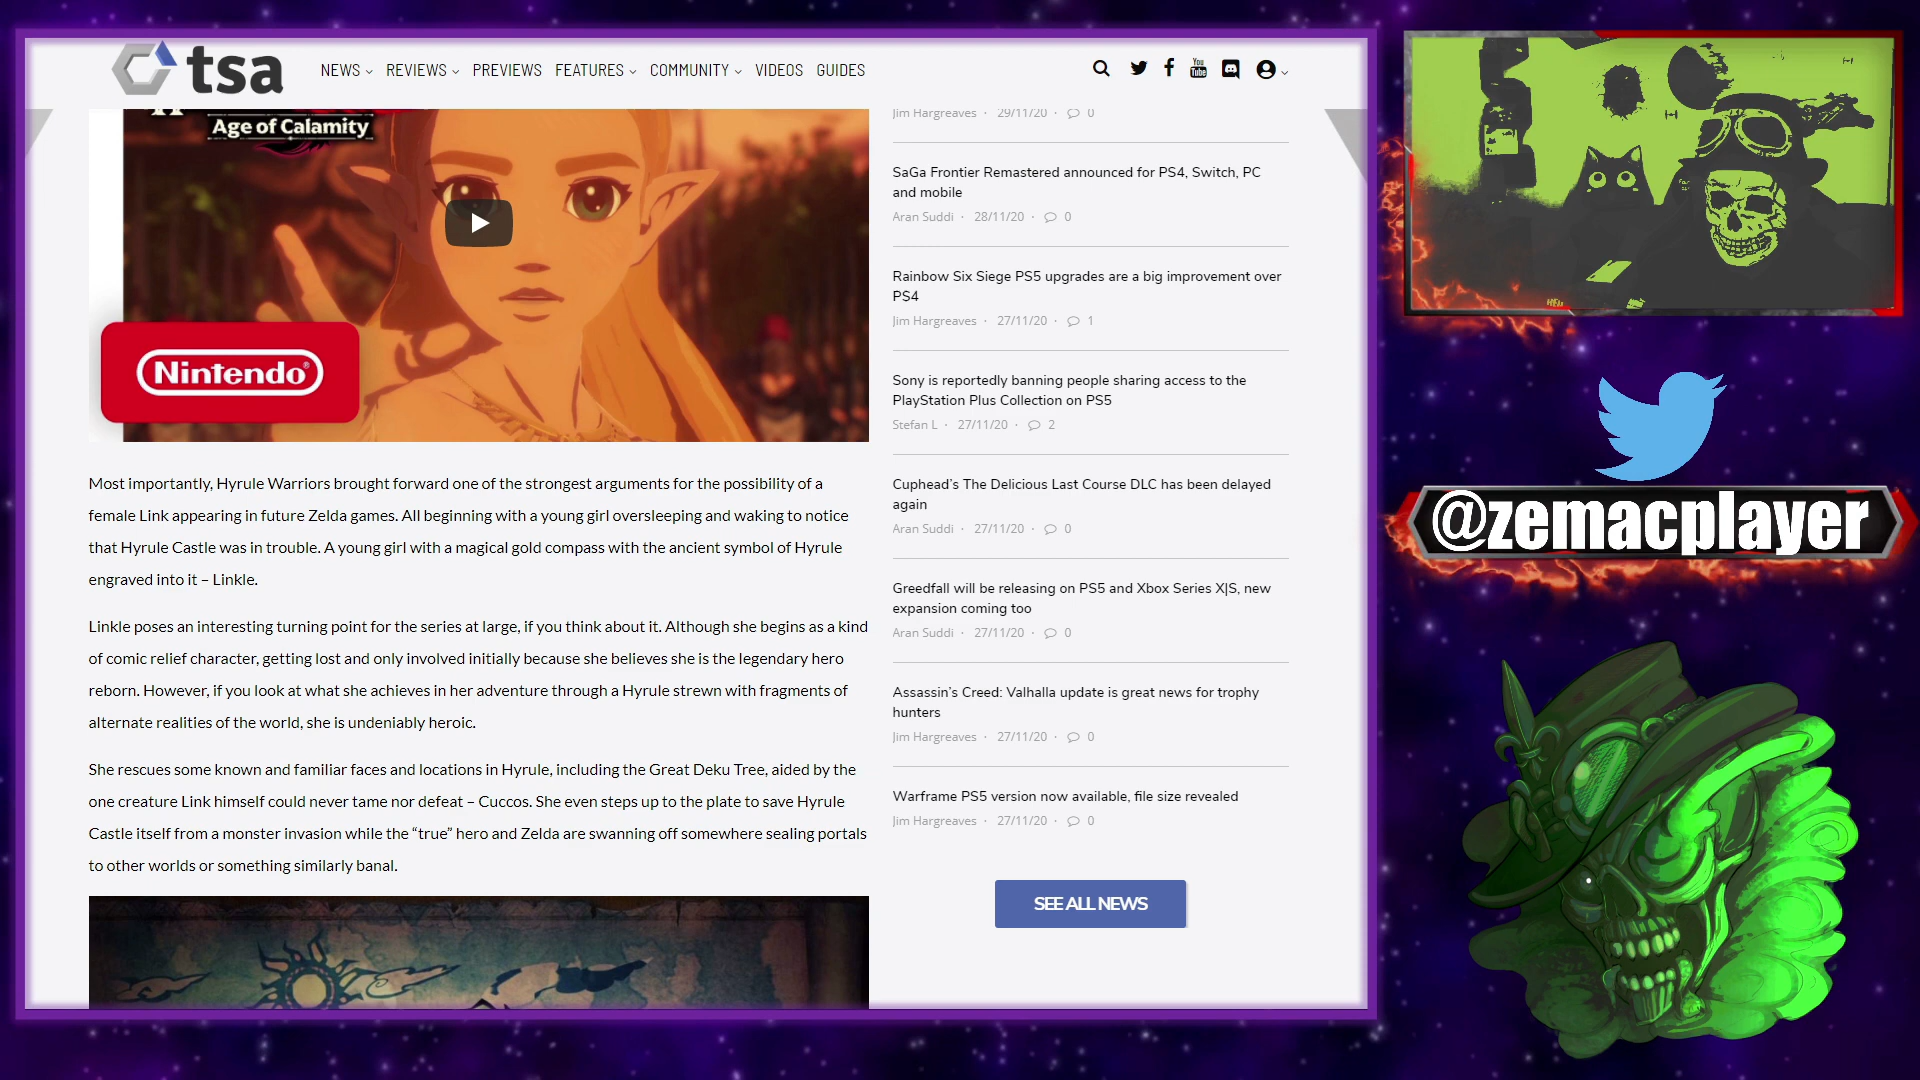 tsa
NEWS
REVIEWS
PREVIEWS
FEATURES
COMMUNITY
VIDEOS
GUIDES
You
Tube
Age of Calamity
Nintendo
Most importantly, Hyrule Warriors brought forward one of the strongest arguments for the possibility of a
female Link appearing in future Zelda games. All beginning with a young girl oversleeping and waking to notice
that Hyrule Castle was in trouble. A young girl with a magical gold compass with the ancient symbol of Hyrule
engraved into it – Linkle.
Linkle poses an interesting turning point for the series at large, if you think about it. Although she begins as a kind
of comic relief character, getting lost and only involved initially because she believes she is the legendary hero
reborn. However, if you look at what she achieves in her adventure through a Hyrule strewn with fragments of
alternate realities of the world, she is undeniably heroic.
She rescues some known and familiar faces and locations in Hyrule, including the Great Deku Tree, aided by the
one creature Link himself could never tame nor defeat – Cuccos. She even steps up to the plate to save Hyrule
Castle itself from a monster invasion while the “true” hero and Zelda are swanning off somewhere sealing portals
to other worlds or something similarly banal.
Jim Hargreaves · 29/11/20 · 0
SaGa Frontier Remastered announced for PS4, Switch, PC
and mobile
Aran Suddi · 28/11/20 · 0
Rainbow Six Siege PS5 upgrades are a big improvement over
PS4
Jim Hargreaves · 27/11/20 · 1
Sony is reportedly banning people sharing access to the
PlayStation Plus Collection on PS5
Stefan L · 27/11/20 · 2
Cuphead’s The Delicious Last Course DLC has been delayed
again
Aran Suddi · 27/11/20 · 0
Greedfall will be releasing on PS5 and Xbox Series X|S, new
expansion coming too
Aran Suddi · 27/11/20 · 0
Assassin’s Creed: Valhalla update is great news for trophy
hunters
Jim Hargreaves · 27/11/20 · 0
Warframe PS5 version now available, file size revealed
Jim Hargreaves · 27/11/20 · 0
SEE ALL NEWS
@zemacplayer